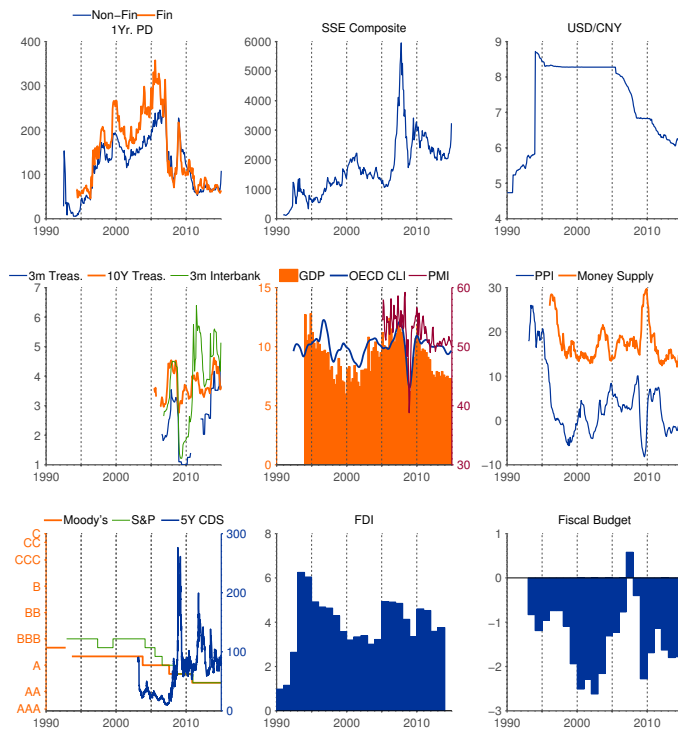 Non-Fin Fin
1Yr. PD
400
300
200
100
0
1990 2000 2010
SSE Composite
6000
5000
4000
3000
2000
1000
0
1990 2000 2010
USD/CNY
9
8
7
6
5
4
1990 2000 2010
3m Treas. 10Y Treas. 3m Interbank
7
6
5
4
3
2
1
1990 2000 2010
GDP OECD CLI PMI
15 60
10 50
5 40
0 30
1990 2000 2010
PPI Money Supply
30
20
10
0
−10
1990 2000 2010
Moody's S&P 5Y CDS
C 300
CC
CCC
B 200
BB
BBB 100
A
AA
AAA 0
1990 2000 2010
FDI
8
6
4
2
0
1990 2000 2010
Fiscal Budget
1
0
−1
−2
−3
1990 2000 2010